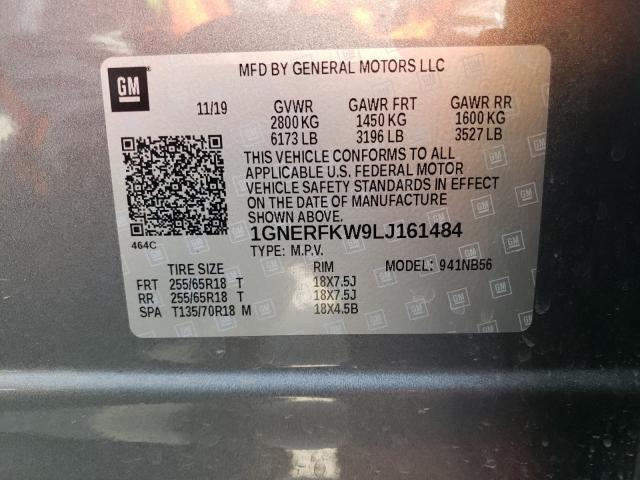 GM
MFD BY GENERAL MOTORS LLC
11/19 GVWR GAWR FRT GAWR RR
2800 KG 1450 KG 1600 KG
6173 LB 3196 LB 3527 LB
THIS VEHICLE CONFORMS TO ALL
APPLICABLE U.S. FEDERAL MOTOR
VEHICLE SAFETY STANDARDS IN EFFECT
ON THE DATE OF MANUFACTURE
SHOWN ABOVE.
464C
1GNERFKW9LJ161484
TYPE: M.P.V. MODEL: 941NB56
TIRE SIZE RIM
FRT 255/65R18 T 18X7.5J
RR 255/65R18 T 18X7.5J
SPA T135/70R18 M 18X4.5B